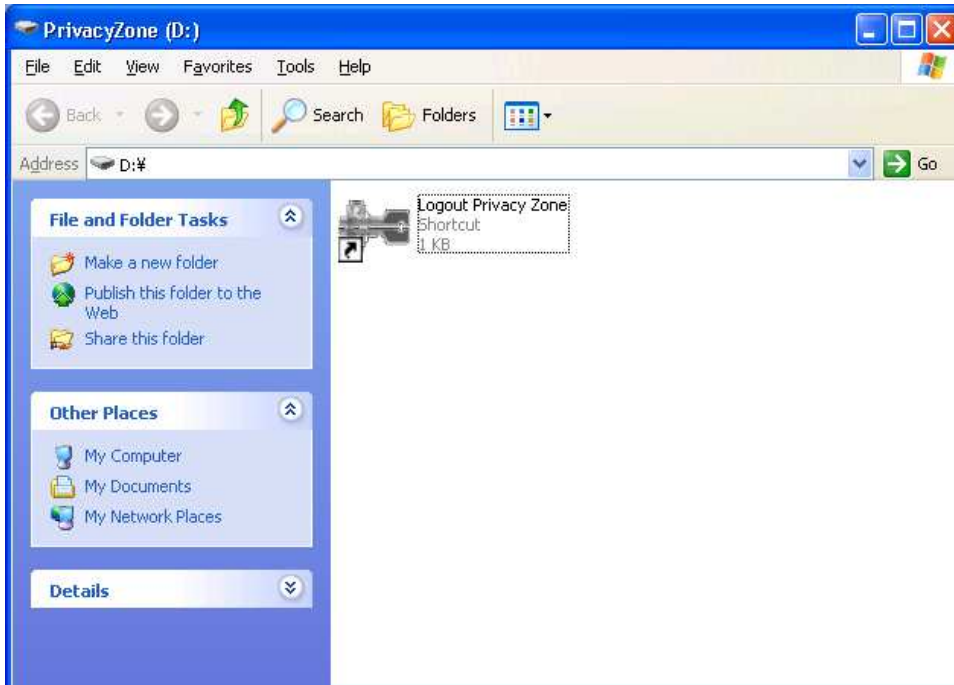 PrivacyZone (D:)
File Edit View Favorites Tools Help
Back Search Folders
Address D:¥ Go
File and Folder Tasks
Make a new folder
Publish this folder to the
Web
Share this folder
Other Places
My Computer
My Documents
My Network Places
Details
Logout Privacy Zone
Shortcut
1 KB